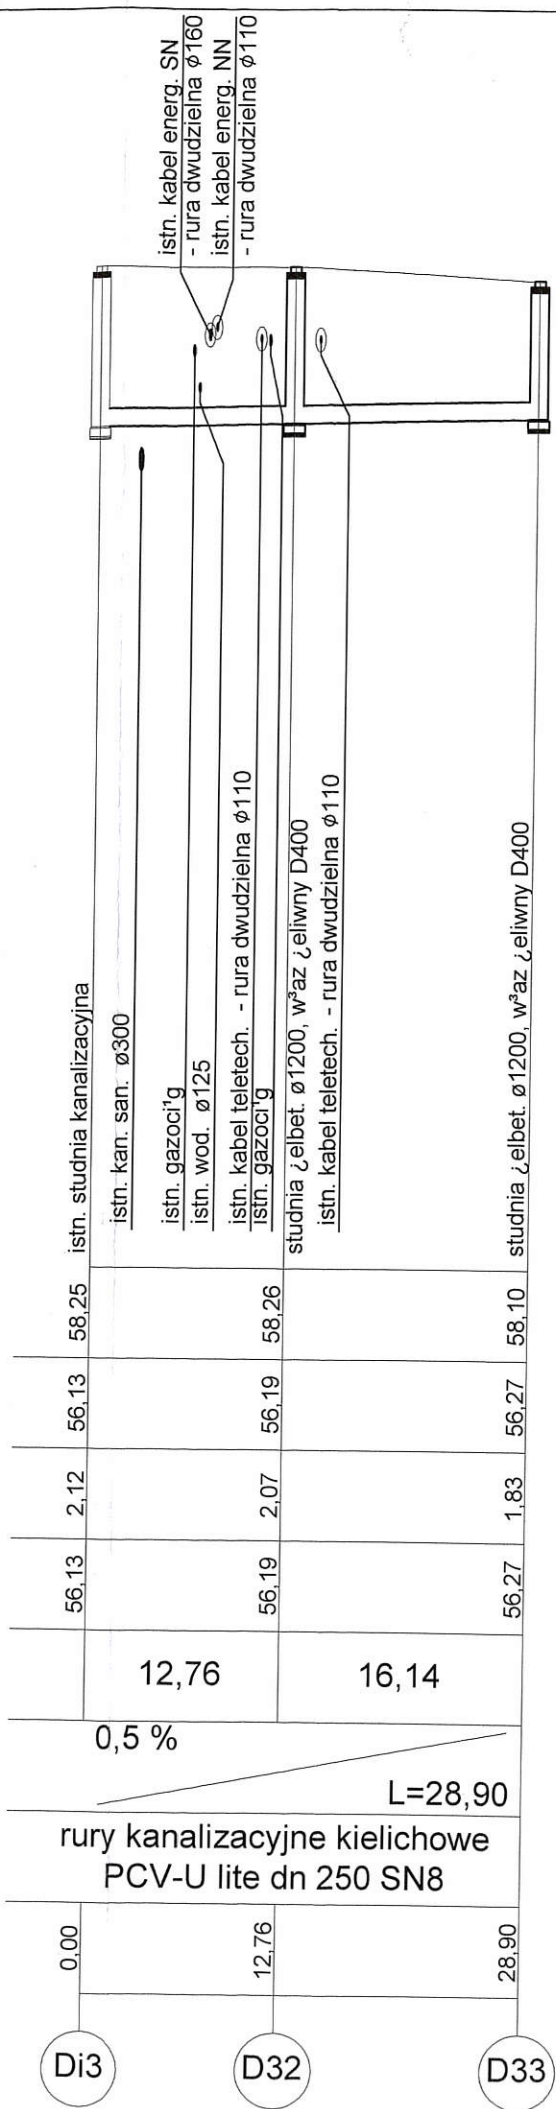 istn. kabel energ. SN
- rura dwudzielna ϕ160
istn. kabel energ. NN
- rura dwudzielna ϕ110
istn. studnia kanalizacyjna
istn. kan. san. ø300
istn. gazoci¹g
istn. wod. ø125
istn. kabel teletech. - rura dwudzielna ϕ110
istn. gazoci¹g
studnia ¿elbet. ø1200, w³az ¿eliwny D400
istn. kabel teletech. - rura dwudzielna ϕ110
studnia ¿elbet. ø1200, w³az ¿eliwny D400
58,25 58,26 58,10
56,13 56,19 56,27
2,12 2,07 1,83
56,13 56,19 56,27
12,76 16,14
0,5 %
L=28,90
rury kanalizacyjne kielichowe
PCV-U lite dn 250 SN8
0,00 12,76 28,90
Di3 D32 D33